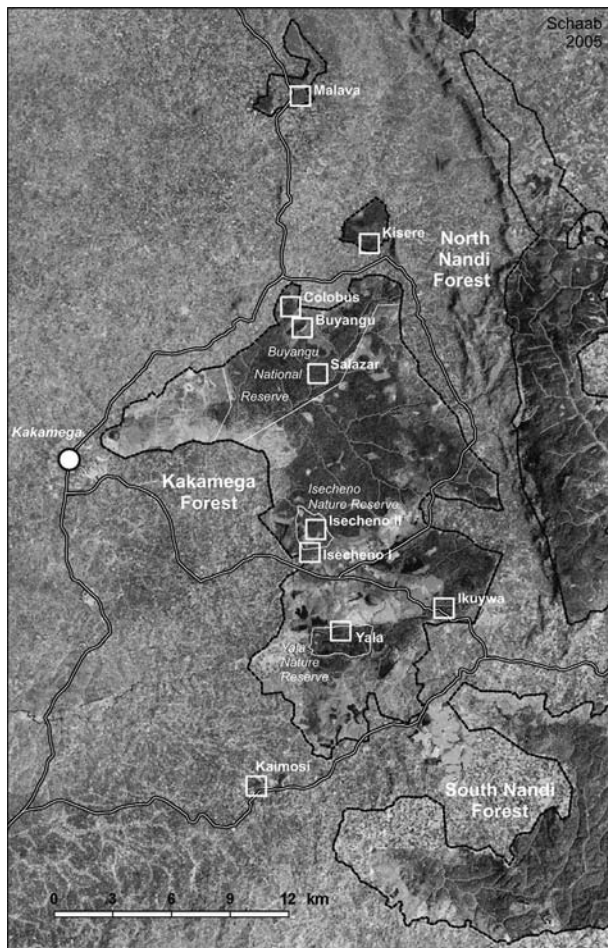 Schaab
2005
Malava
Kisere
North
Nandi
Forest
Colobus
Buyangu
Buyangu
National
Reserve
Salazar
Kakamega
Kakamega
Forest
Isecheno
Nature Reserve
Isecheno II
Isecheno I
Ikuywa
Yala
Yala
Nature
Reserve
Kaimosi
South Nandi
Forest
0 3 6 12 km